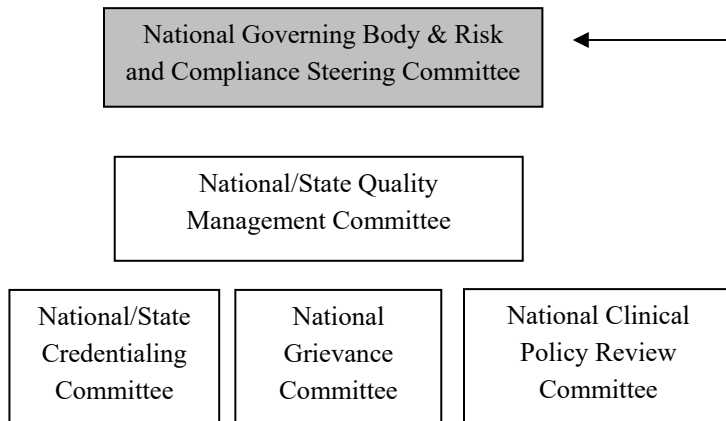 National Governing Body & Risk
and Compliance Steering Committee
National/State Quality
Management Committee
National/State
Credentialing
Committee
National
Grievance
Committee
National Clinical
Policy Review
Committee